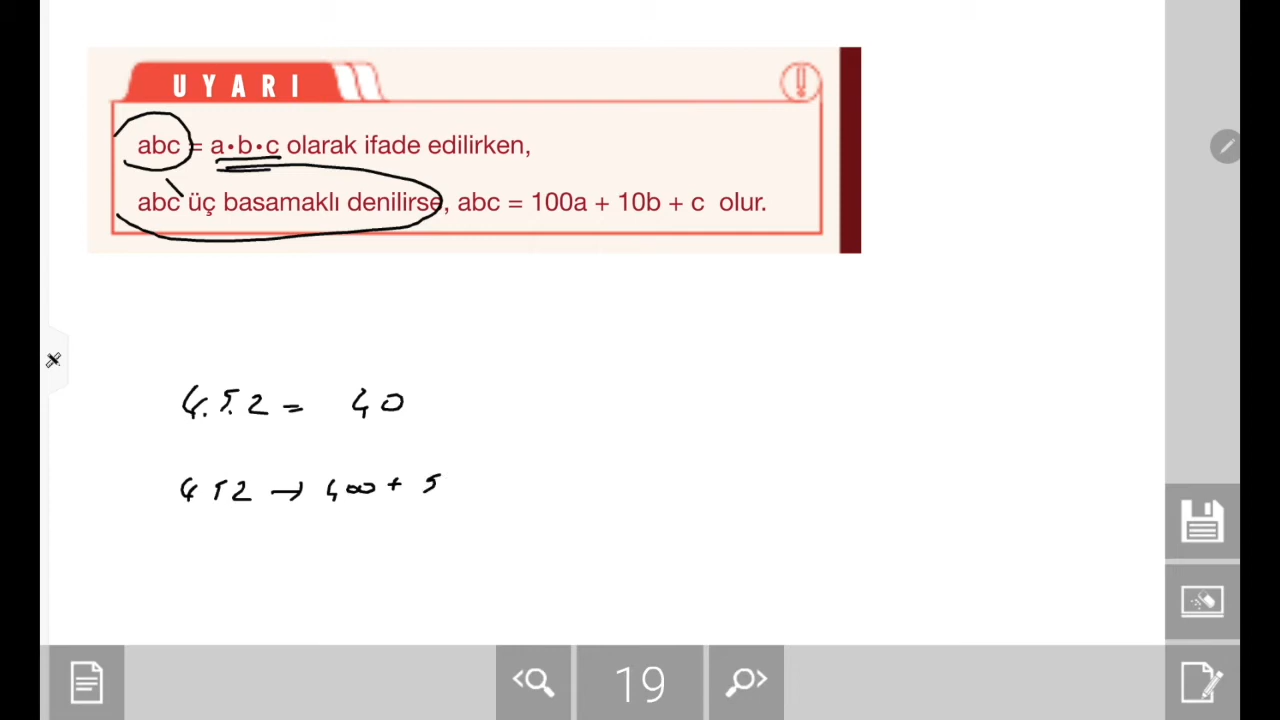 UYARI
abc = a•b•c olarak ifade edilirken,
abc üç basamaklı denilirse, abc = 100a + 10b + c olur.
4.5.2 = 40
452 → 400 + 5
19